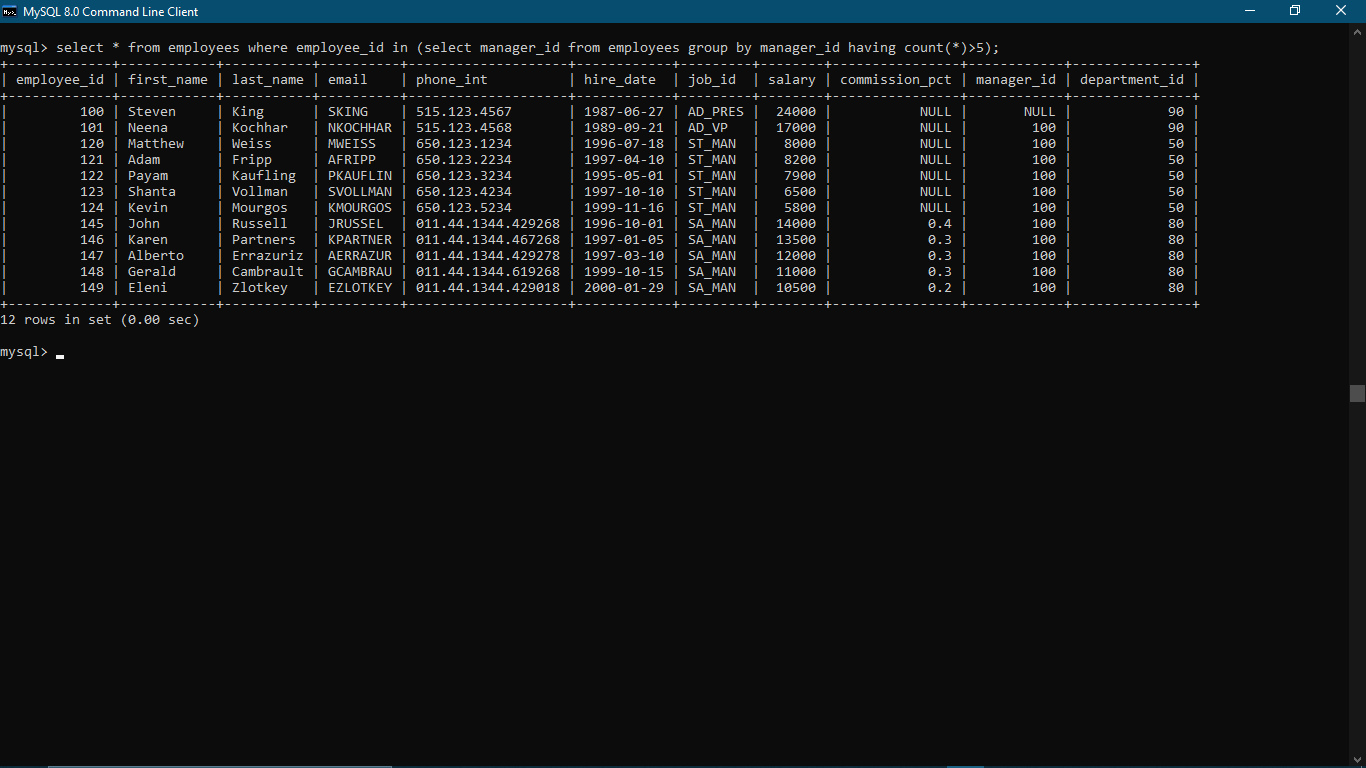 MySQL 8.0 Command Line Client
mysql> select * from employees where employee_id in (select manager_id from employees group by manager_id having count(*)>5);
+-------------+------------+-----------+----------+--------------------+------------+---------+--------+----------------+------------+---------------+
| employee_id | first_name | last_name | email    | phone_int          | hire_date  | job_id  | salary | commission_pct | manager_id | department_id |
+-------------+------------+-----------+----------+--------------------+------------+---------+--------+----------------+------------+---------------+
|         100 | Steven     | King      | SKING    | 515.123.4567       | 1987-06-27 | AD_PRES |  24000 |           NULL |       NULL |            90 |
|         101 | Neena      | Kochhar   | NKOCHHAR | 515.123.4568       | 1989-09-21 | AD_VP   |  17000 |           NULL |        100 |            90 |
|         120 | Matthew    | Weiss     | MWEISS   | 650.123.1234       | 1996-07-18 | ST_MAN  |   8000 |           NULL |        100 |            50 |
|         121 | Adam       | Fripp     | AFRIPP   | 650.123.2234       | 1997-04-10 | ST_MAN  |   8200 |           NULL |        100 |            50 |
|         122 | Payam      | Kaufling  | PKAUFLIN | 650.123.3234       | 1995-05-01 | ST_MAN  |   7900 |           NULL |        100 |            50 |
|         123 | Shanta     | Vollman   | SVOLLMAN | 650.123.4234       | 1997-10-10 | ST_MAN  |   6500 |           NULL |        100 |            50 |
|         124 | Kevin      | Mourgos   | KMOURGOS | 650.123.5234       | 1999-11-16 | ST_MAN  |   5800 |           NULL |        100 |            50 |
|         145 | John       | Russell   | JRUSSEL  | 011.44.1344.429268 | 1996-10-01 | SA_MAN  |  14000 |            0.4 |        100 |            80 |
|         146 | Karen      | Partners  | KPARTNER | 011.44.1344.467268 | 1997-01-05 | SA_MAN  |  13500 |            0.3 |        100 |            80 |
|         147 | Alberto    | Errazuriz | AERRAZUR | 011.44.1344.429278 | 1997-03-10 | SA_MAN  |  12000 |            0.3 |        100 |            80 |
|         148 | Gerald     | Cambrault | GCAMBRAU | 011.44.1344.619268 | 1999-10-15 | SA_MAN  |  11000 |            0.3 |        100 |            80 |
|         149 | Eleni      | Zlotkey   | EZLOTKEY | 011.44.1344.429018 | 2000-01-29 | SA_MAN  |  10500 |            0.2 |        100 |            80 |
+-------------+------------+-----------+----------+--------------------+------------+---------+--------+----------------+------------+---------------+
12 rows in set (0.00 sec)
mysql>